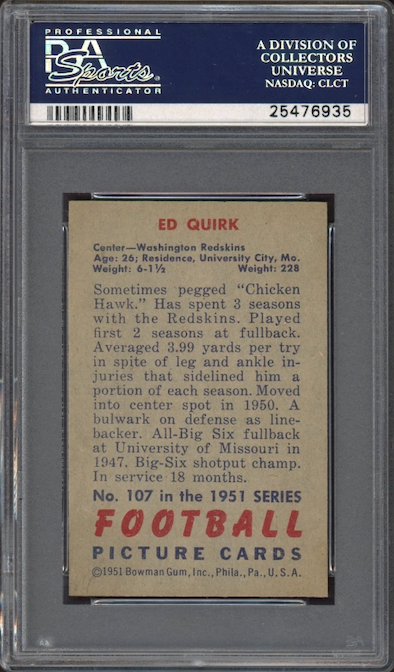 PROFESSIONAL
PSA
Sports
AUTHENTICATOR
A DIVISION OF
COLLECTORS
UNIVERSE
NASDAQ: CLCT
25476935
ED QUIRK
Center—Washington Redskins
Age: 26; Residence, University City, Mo.
Weight: 6-1½ Weight: 228
Sometimes pegged "Chicken
Hawk." Has spent 3 seasons
with the Redskins. Played
first 2 seasons at fullback.
Averaged 3.99 yards per try
in spite of leg and ankle in-
juries that sidelined him a
portion of each season. Moved
into center spot in 1950. A
bulwark on defense as line-
backer. All-Big Six fullback
at University of Missouri in
1947. Big-Six shotput champ.
In service 18 months.
No. 107 in the 1951 SERIES
FOOTBALL
PICTURE CARDS
©1951 Bowman Gum, Inc., Phila., Pa., U.S.A.